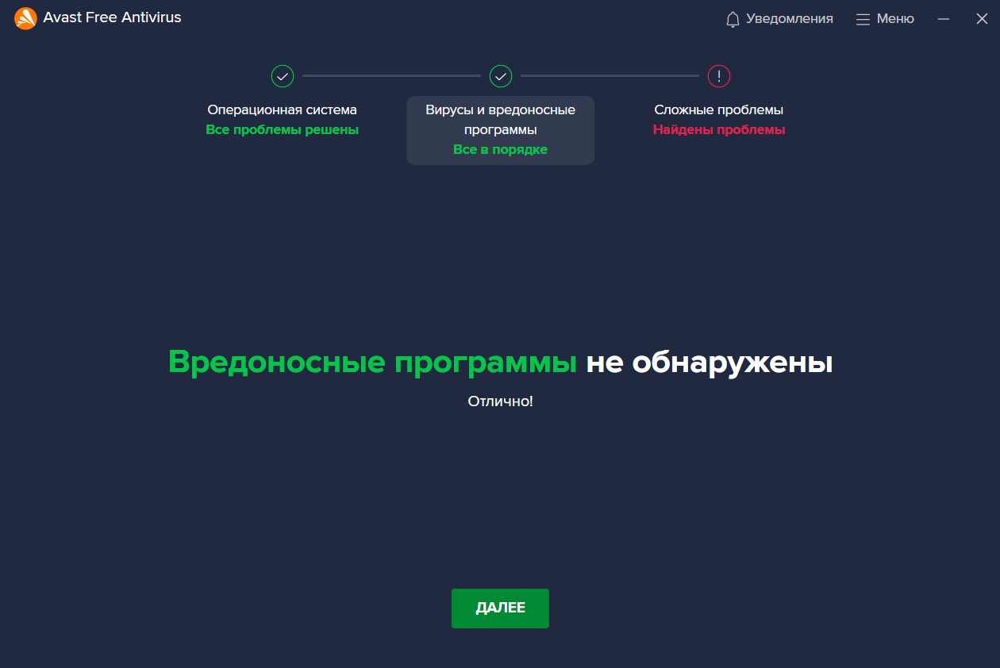 Avast Free Antivirus
Уведомления
Меню
Операционная система
Все проблемы решены
Вирусы и вредоносные
программы
Все в порядке
Сложные проблемы
Найдены проблемы
Вредоносные программы не обнаружены
Отлично!
ДАЛЕЕ